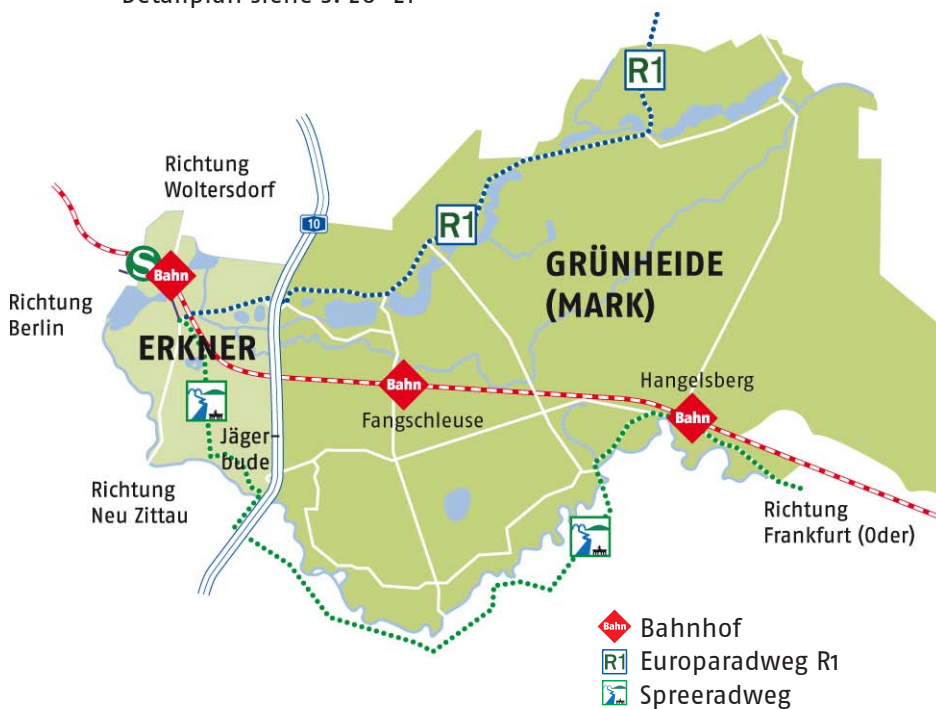 R1
Richtung
Woltersdorf
10
R1
S
Bahn
GRÜNHEIDE
(MARK)
Richtung
Berlin
ERKNER
Bahn
Hangelsberg
Bahn
Fangschleuse
Jäger-
bude
Richtung
Neu Zittau
Richtung
Frankfurt (Oder)
Bahn Bahnhof
R1 Europaradweg R1
Spreeradweg